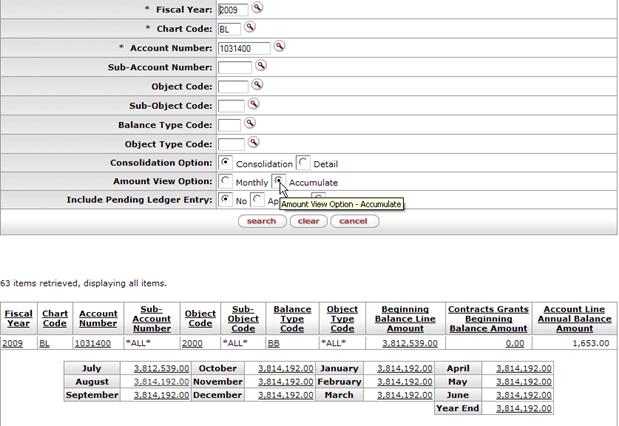 * Fiscal Year: 2009
* Chart Code: BL
* Account Number: 1031400
Sub-Account Number:
Object Code:
Sub-Object Code:
Balance Type Code:
Object Type Code:
Consolidation Option: Consolidation Detail
Amount View Option: Monthly Accumulate
Include Pending Ledger Entry: No Ap
Amount View Option - Accumulate
search clear cancel
63 items retrieved, displaying all items.
Fiscal Year Chart Code Account Number Sub-Account Number Object Code Sub-Object Code Balance Type Code Object Type Code Beginning Balance Line Amount Contracts Grants Beginning Balance Amount Account Line Annual Balance Amount
2009 BL 1031400 *ALL* 2000 *ALL* BB *ALL* 3,812,539.00 0.00 1,653.00
July 3,812,539.00 October 3,814,192.00 January 3,814,192.00 April 3,814,192.00
August 3,814,192.00 November 3,814,192.00 February 3,814,192.00 May 3,814,192.00
September 3,814,192.00 December 3,814,192.00 March 3,814,192.00 June 3,814,192.00
Year End 3,814,192.00